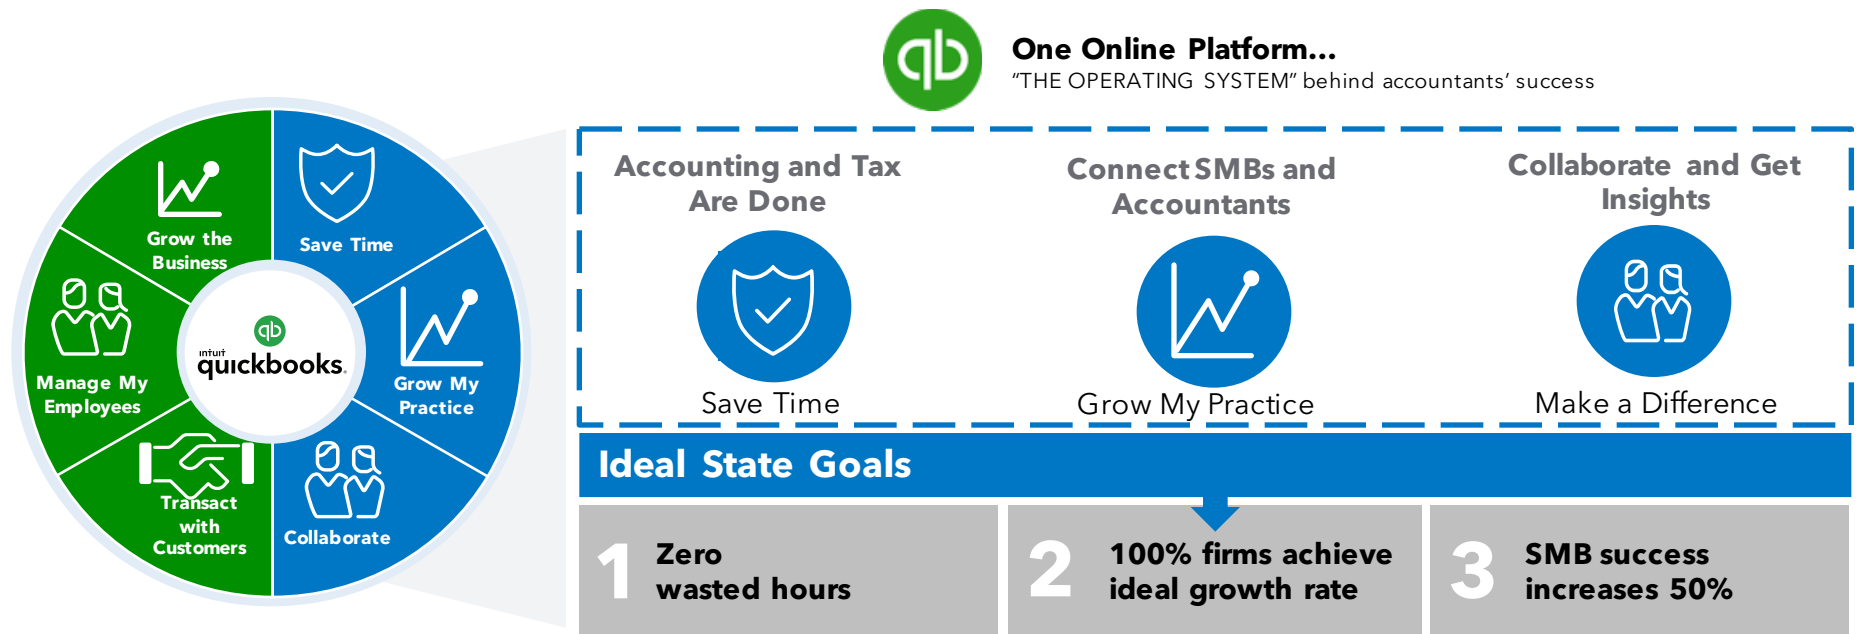 qb
One Online Platform...
“THE OPERATING SYSTEM” behind accountants’ success
Grow the
Business
Save Time
Manage My
Employees
qb
intuit
quickbooks.
Grow My
Practice
Transact
with
Customers
Collaborate
Accounting and Tax
Are Done
Save Time
Connect SMBs and
Accountants
Grow My Practice
Collaborate and Get
Insights
Make a Difference
Ideal State Goals
1
Zero
wasted hours
2
100% firms achieve
ideal growth rate
3
SMB success
increases 50%